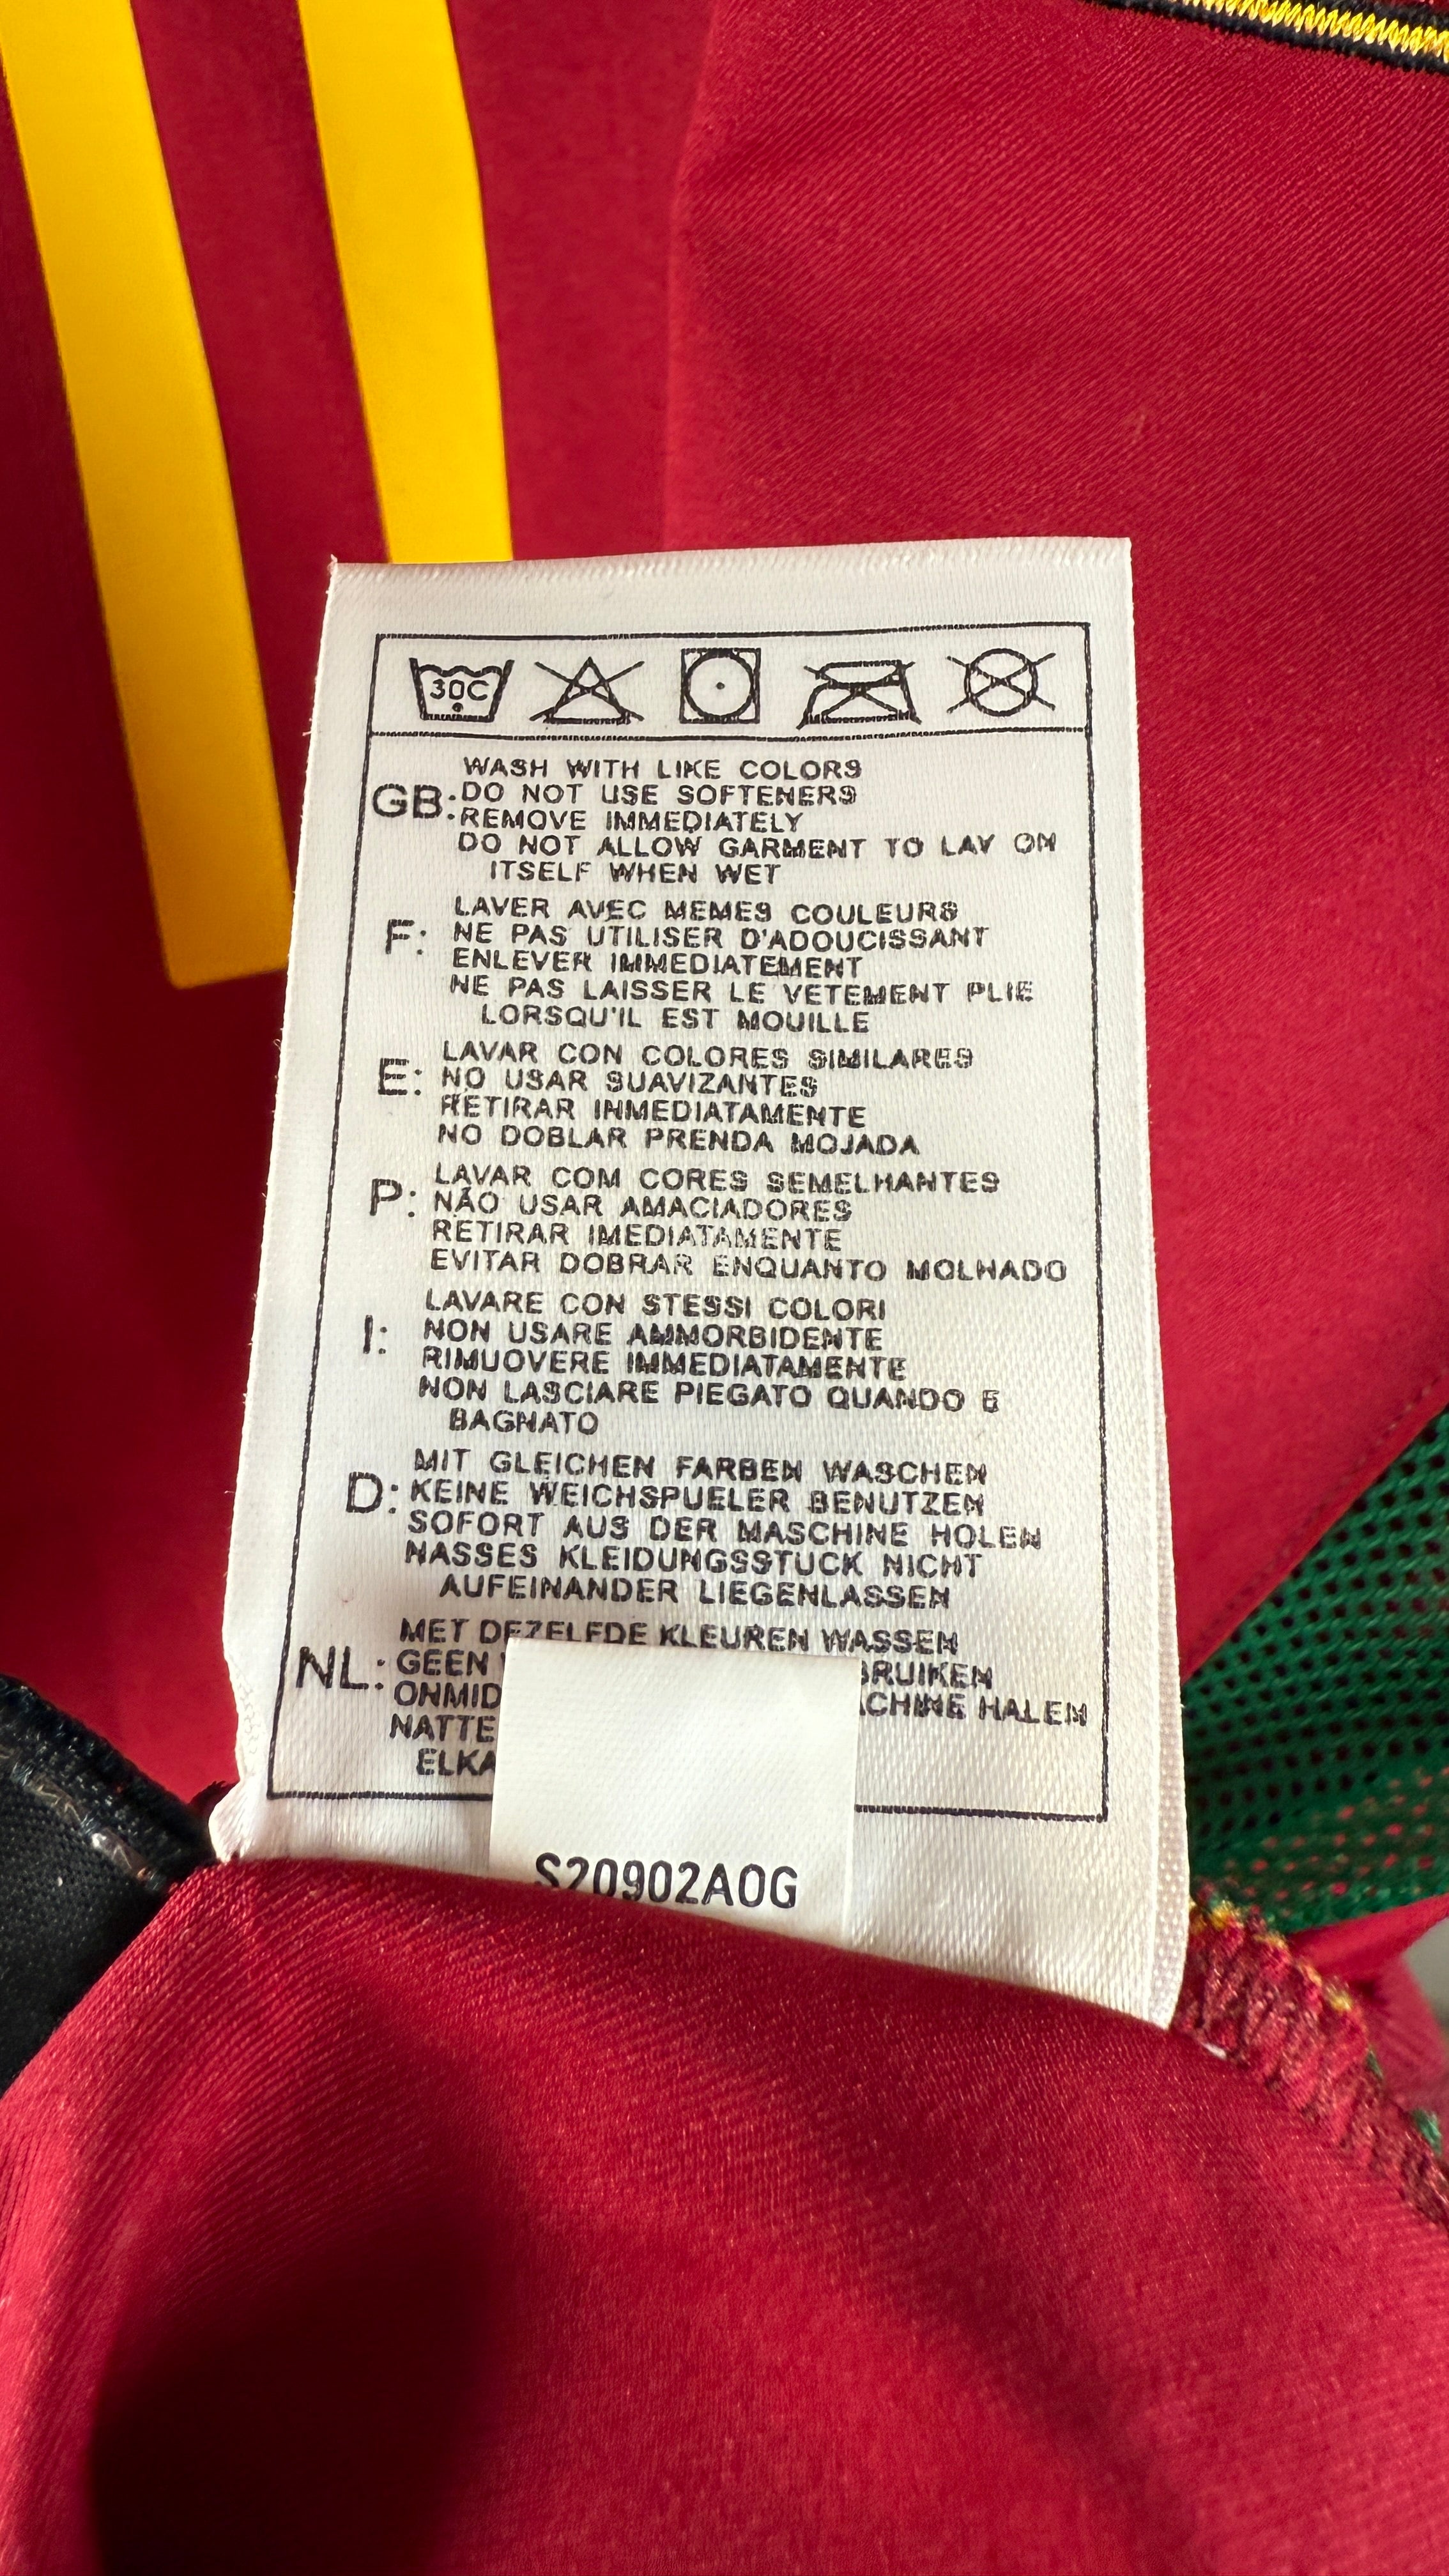 30C
WASH WITH LIKE COLORS
GB: DO NOT USE SOFTENERS
REMOVE IMMEDIATELY
DO NOT ALLOW GARMENT TO LAY ON
ITSELF WHEN WET
LAVER AVEC MEMES COULEURS
F: NE PAS UTILISER D'ADOUCISSANT
ENLEVER IMMEDIATEMENT
NE PAS LAISSER LE VETEMENT PLIE
LORSQU'IL EST MOUILLE
LAVAR CON COLORES SIMILARES
E: NO USAR SUAVIZANTES
RETIRAR INMEDIATAMENTE
NO DOBLAR PRENDA MOJADA
LAVAR COM CORES SEMELHANTES
P: NÃO USAR AMACIADORES
RETIRAR IMEDIATAMENTE
EVITAR DOBRAR ENQUANTO MOLHADO
LAVARE CON STESSI COLORI
I: NON USARE AMMORBIDENTE
RIMUOVERE IMMEDIATAMENTE
NON LASCIARE PIEGATO QUANDO E
BAGNATO
MIT GLEICHEN FARBEN WASCHEN
D: KEINE WEICHSPUELER BENUTZEN
SOFORT AUS DER MASCHINE HOLEN
NASSES KLEIDUNGSSTUCK NICHT
AUFEINANDER LIEGENLASSEN
MET DEZELFDE KLEUREN WASSEN
NL: GEEN BRUIKEN
ONMID ACHINE HALEN
NATTE
ELKA
S20902AOG